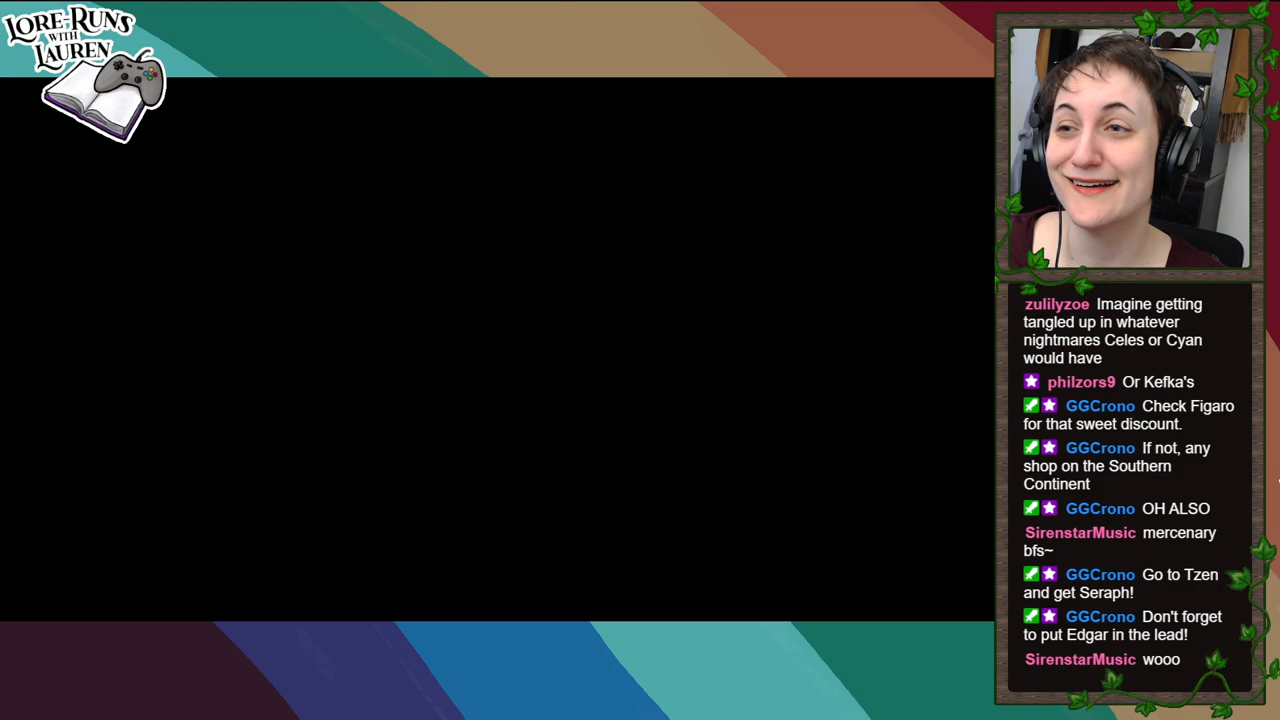 LORE-RUNS
WITH
LAUREN
zulilyzoe Imagine getting
tangled up in whatever
nightmares Celes or Cyan
would have
philzors9 Or Kefka's
GGCrono Check Figaro
for that sweet discount.
GGCrono If not, any
shop on the Southern
Continent
GGCrono OH ALSO
SirenstarMusic mercenary
bfs~
GGCrono Go to Tzen
and get Seraph!
GGCrono Don't forget
to put Edgar in the lead!
SirenstarMusic wooo